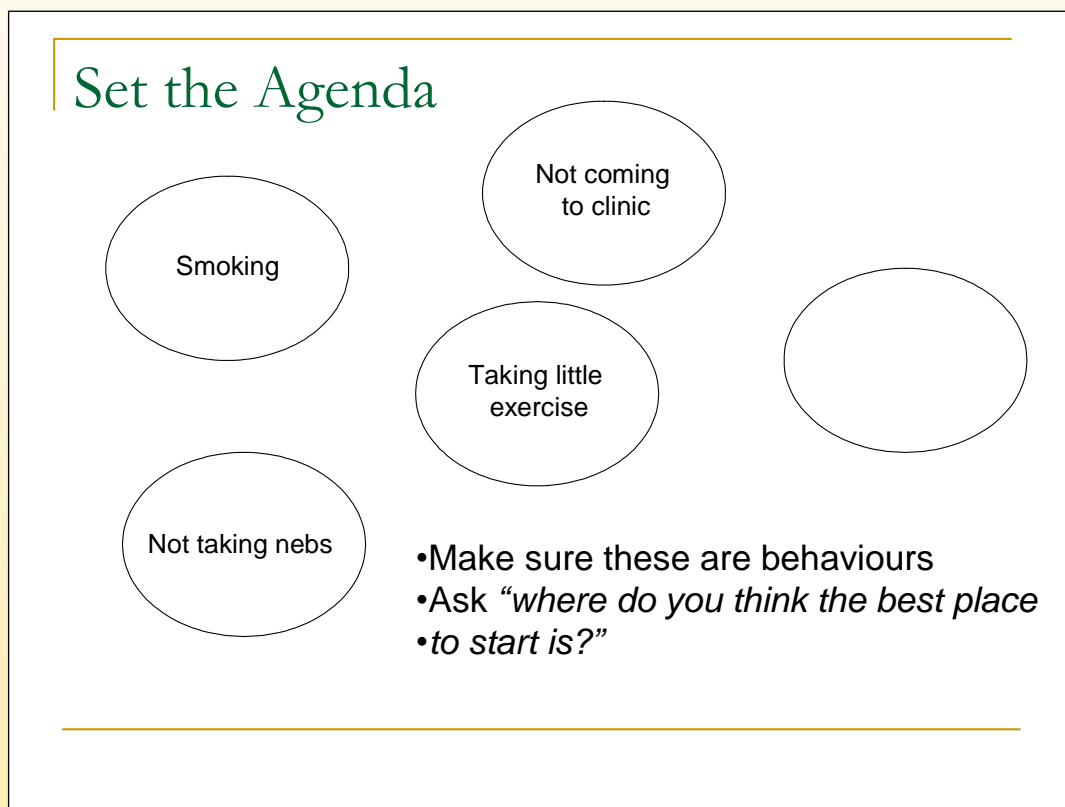 Set the Agenda
Not coming
to clinic
Smoking
Taking little
exercise
Not taking nebs
•Make sure these are behaviours
•Ask “where do you think the best place
•to start is?”